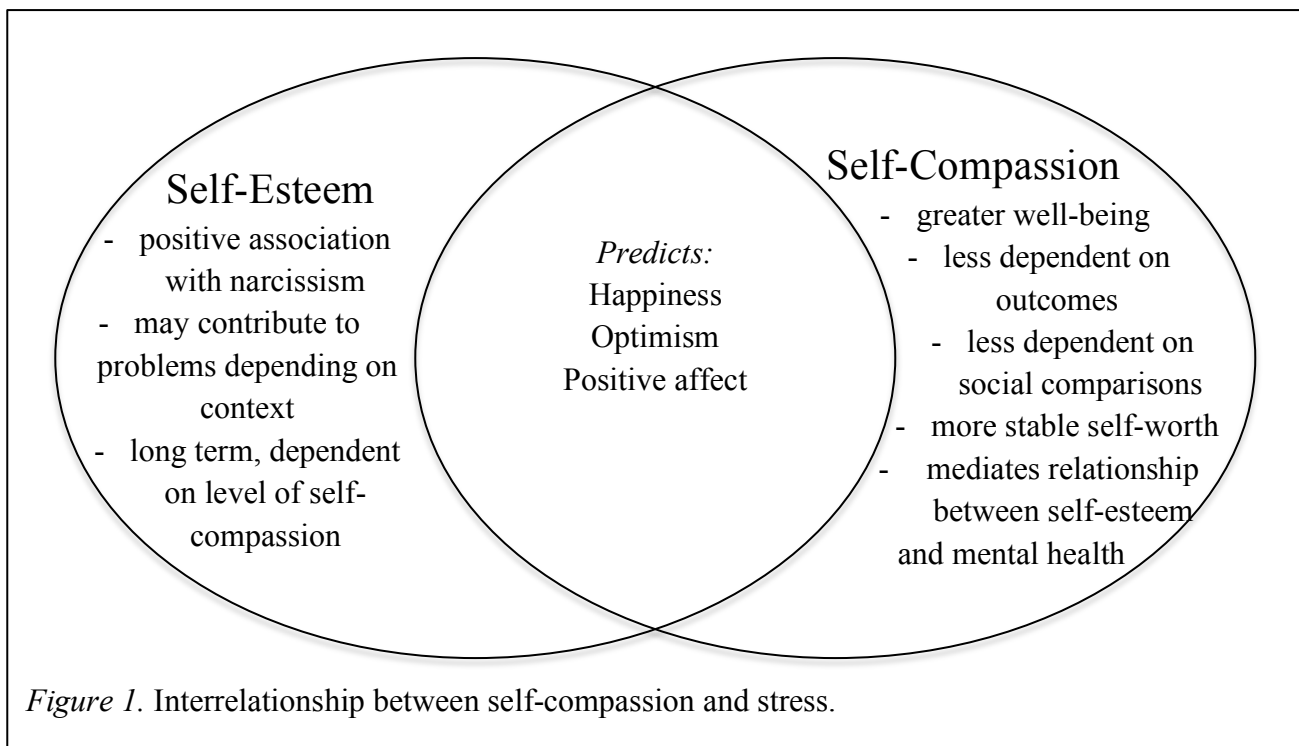 Self-Esteem
- positive association
with narcissism
- may contribute to
problems depending on
context
- long term, dependent
on level of self-
compassion
Predicts:
Happiness
Optimism
Positive affect
Self-Compassion
- greater well-being
- less dependent on
outcomes
- less dependent on
social comparisons
- more stable self-worth
- mediates relationship
between self-esteem
and mental health
Figure 1. Interrelationship between self-compassion and stress.